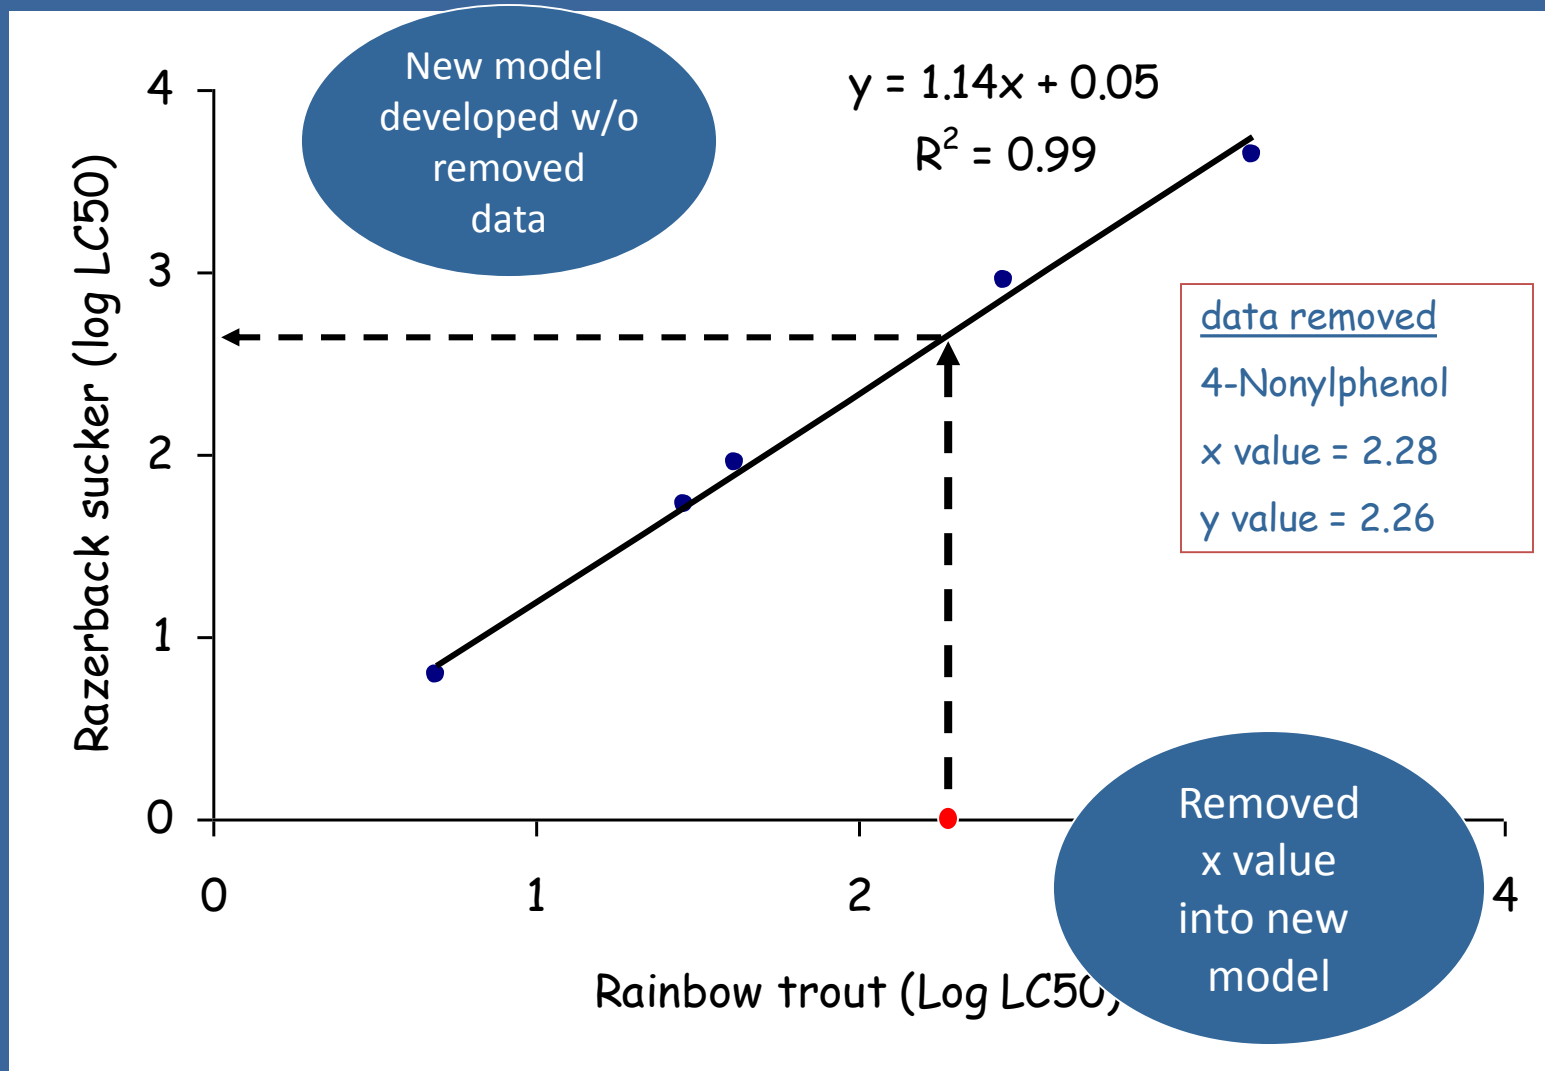 New model
developed w/o
removed
data
y = 1.14x + 0.05
R² = 0.99
4
3
2
1
0
Razerback sucker (log LC50)
data removed
4-Nonylphenol
x value = 2.28
y value = 2.26
0
1
2
4
Removed
x value
into new
model
Rainbow trout (Log LC50)